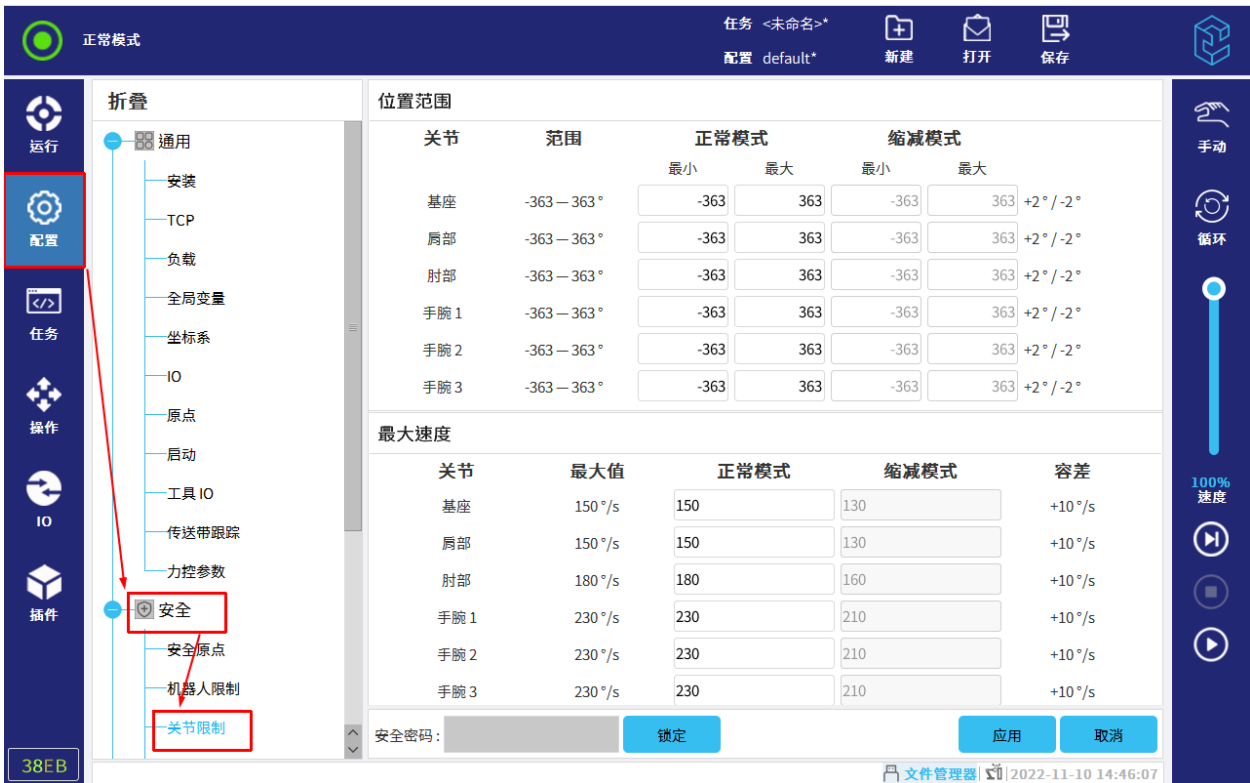 正常模式
任务 <未命名>*
配置 default*
新建
打开
保存
运行
配置
任务
操作
IO
插件
38EB
折叠
通用
安装
TCP
负载
全局变量
坐标系
IO
原点
启动
工具 IO
传送带跟踪
力控参数
安全
安全原点
机器人限制
关节限制
位置范围
关节 范围 正常模式 缩减模式
最小 最大 最小 最大
基座 -363 — 363 ° -363 363 -363 363 +2 ° / -2 °
肩部 -363 — 363 ° -363 363 -363 363 +2 ° / -2 °
肘部 -363 — 363 ° -363 363 -363 363 +2 ° / -2 °
手腕 1 -363 — 363 ° -363 363 -363 363 +2 ° / -2 °
手腕 2 -363 — 363 ° -363 363 -363 363 +2 ° / -2 °
手腕 3 -363 — 363 ° -363 363 -363 363 +2 ° / -2 °
最大速度
关节 最大值 正常模式 缩减模式 容差
基座 150 °/s 150 130 +10 °/s
肩部 150 °/s 150 130 +10 °/s
肘部 180 °/s 180 160 +10 °/s
手腕 1 230 °/s 230 210 +10 °/s
手腕 2 230 °/s 230 210 +10 °/s
手腕 3 230 °/s 230 210 +10 °/s
安全密码 : 锁定 应用 取消
文件管理器 2022-11-10 14:46:07
手动
循环
100%
速度